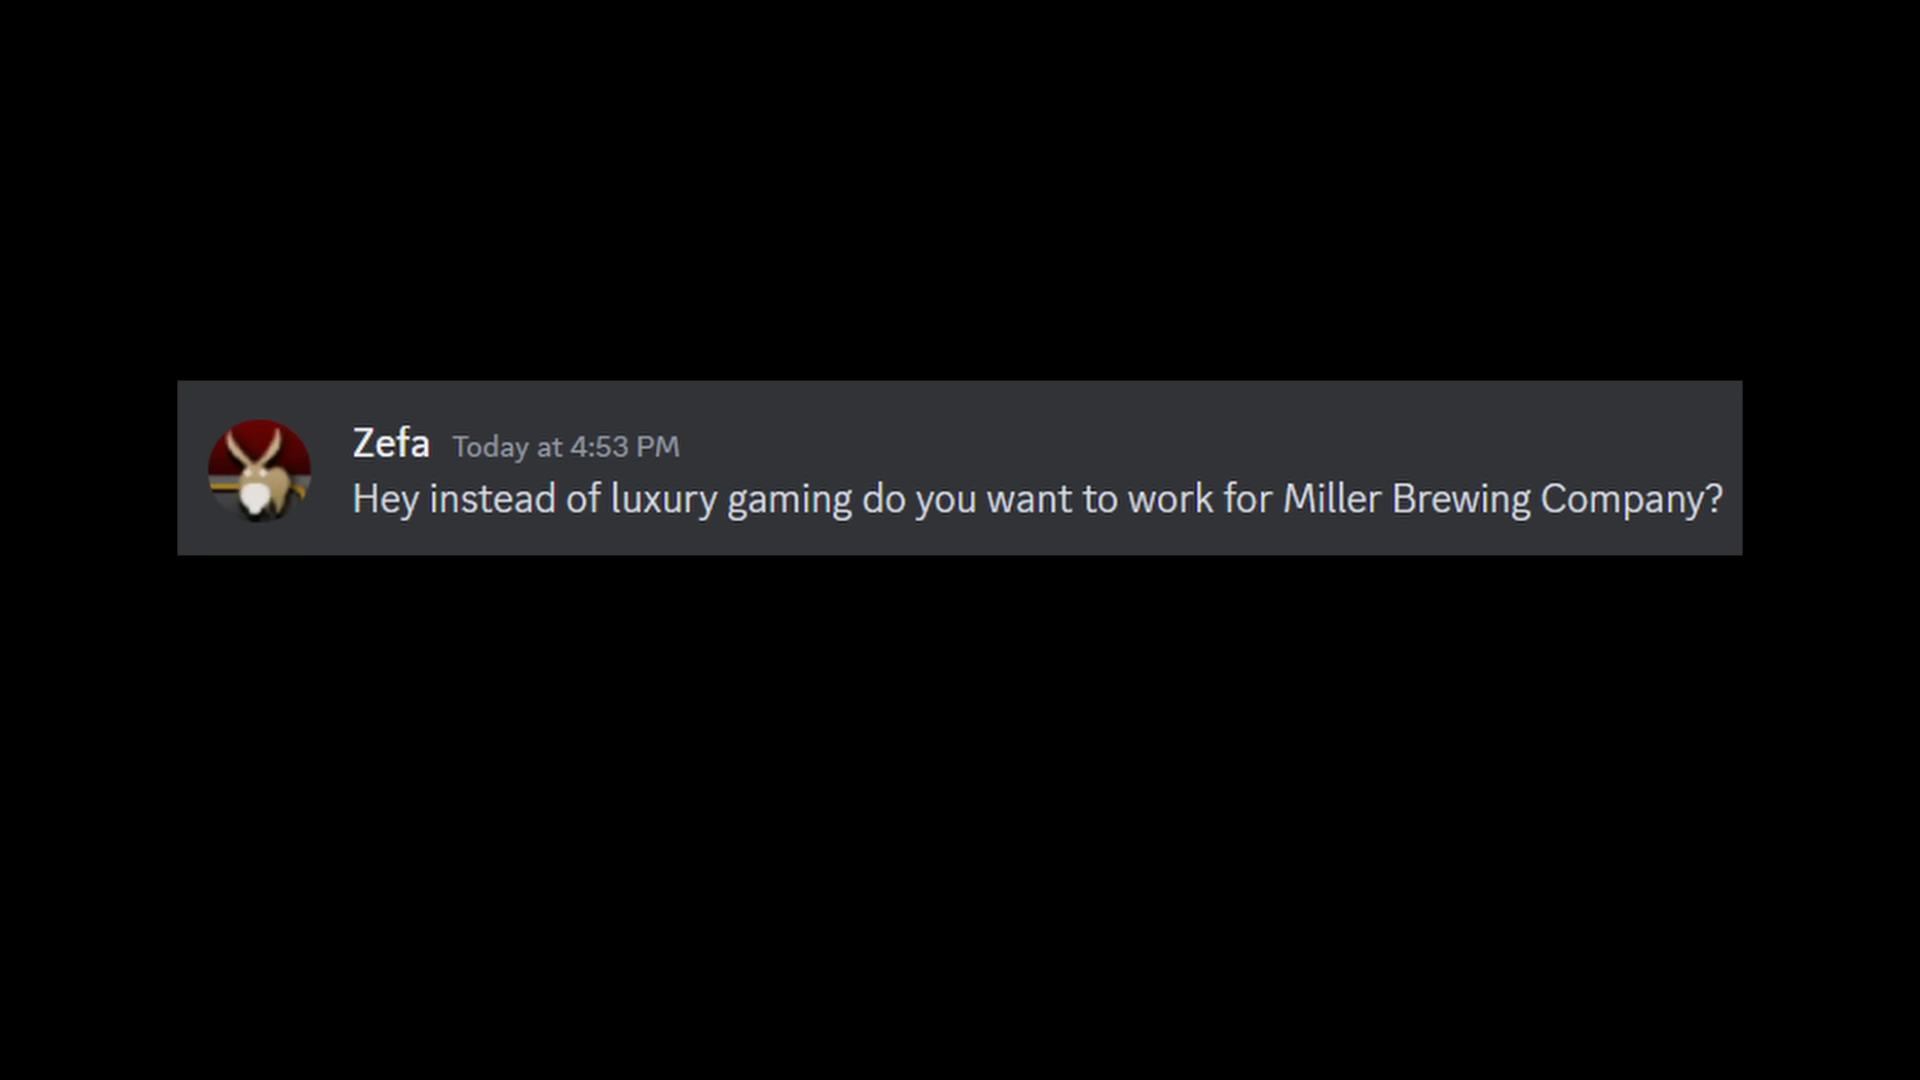 Zefa Today at 4:53 PM
Hey instead of luxury gaming do you want to work for Miller Brewing Company?